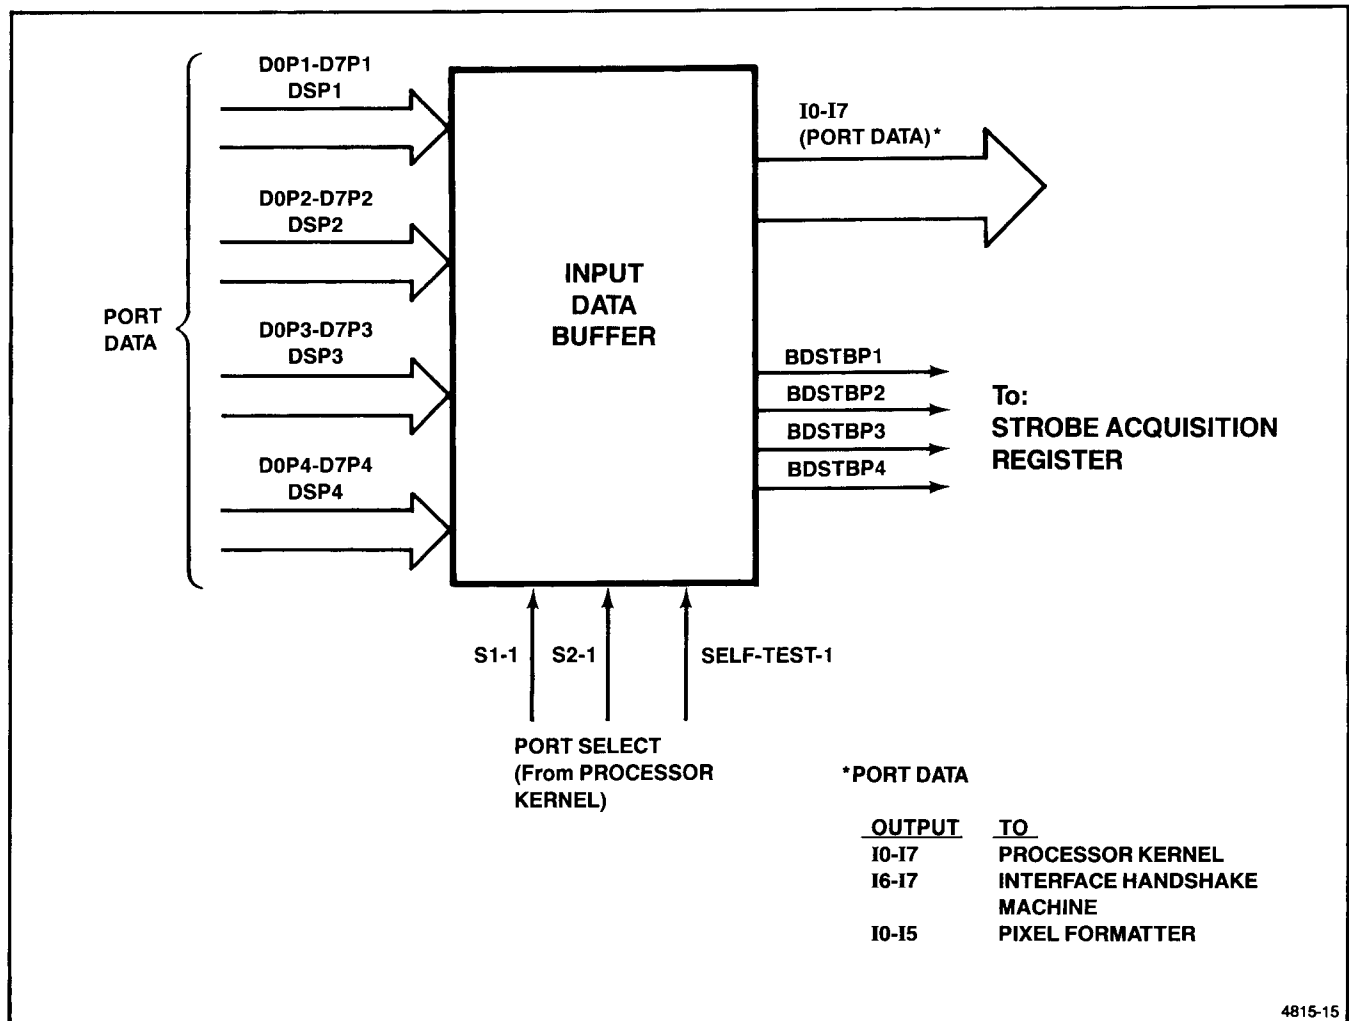 D0P1-D7P1
DSP1
D0P2-D7P2
DSP2
PORT
DATA
D0P3-D7P3
DSP3
D0P4-D7P4
DSP4
INPUT
DATA
BUFFER
I0-I7
(PORT DATA)*
BDSTBP1
BDSTBP2
BDSTBP3
BDSTBP4
To:
STROBE ACQUISITION
REGISTER
S1-1 S2-1 SELF-TEST-1
PORT SELECT
(From PROCESSOR
KERNEL)
*PORT DATA
OUTPUT TO
I0-I7 PROCESSOR KERNEL
I6-I7 INTERFACE HANDSHAKE
MACHINE
I0-I5 PIXEL FORMATTER
4815-15